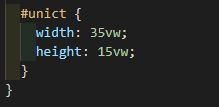 #unict {
width: 35vw;
height: 15vw;
}
}